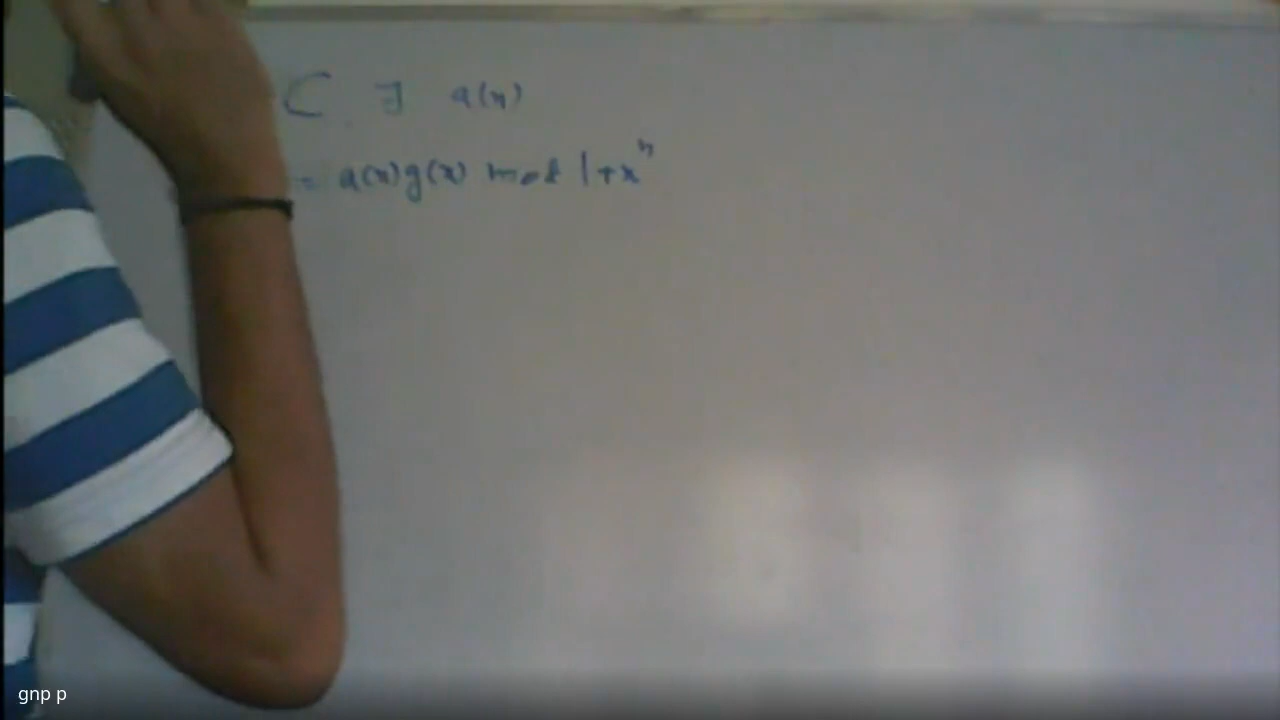 C ∃ a(x)
= a(x)g(x) mod 1+x^n
gnp p